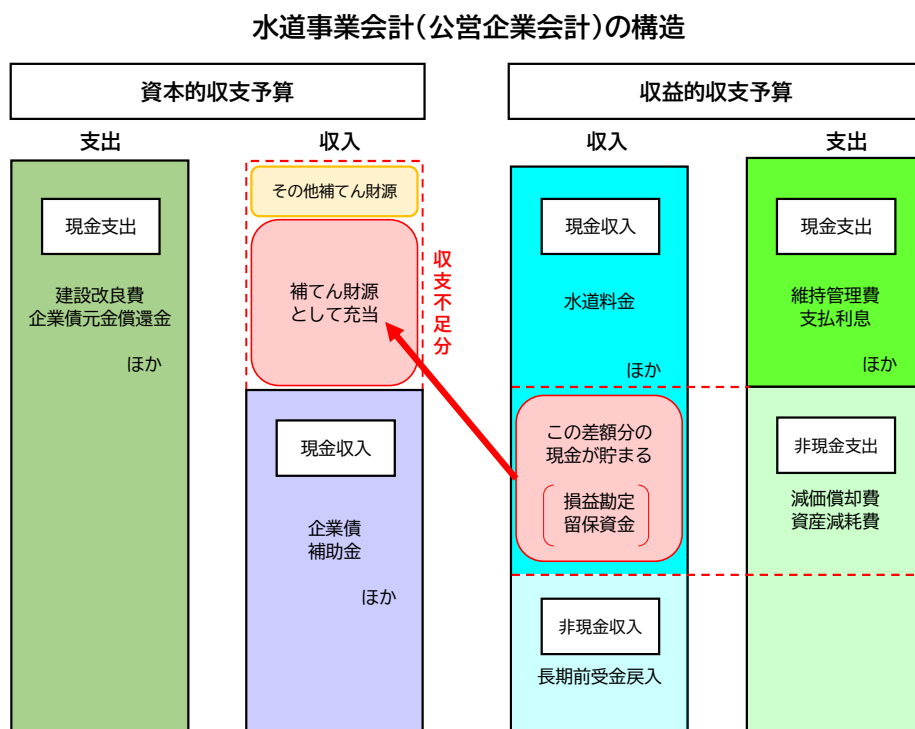 水道事業会計(公営企業会計)の構造
資本的収支予算
支出
収入
現金支出
建設改良費
企業債元金償還金
ほか
その他補てん財源
補てん財源
として充当
収支不足分
現金収入
企業債
補助金
ほか
収益的収支予算
収入
支出
現金収入
水道料金
ほか
この差額分の
現金が貯まる
損益勘定
留保資金
非現金収入
長期前受金戻入
現金支出
維持管理費
支払利息
ほか
非現金支出
減価償却費
資産減耗費